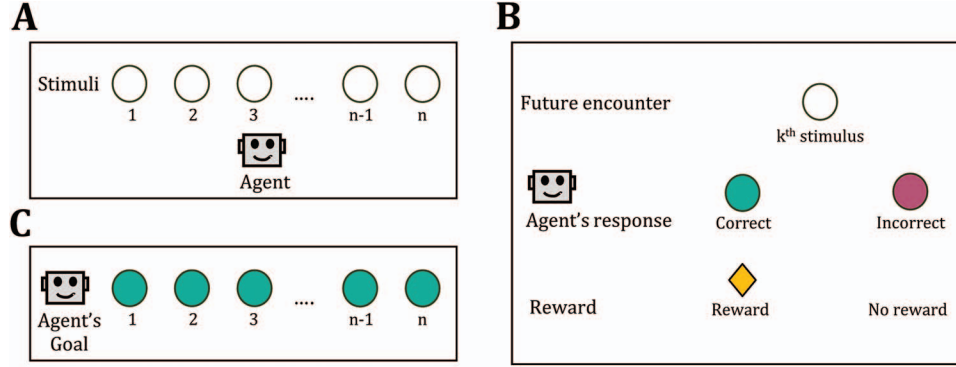 A
Stimuli
1 2 3 .... n-1 n
Agent
B
Future encounter
kth stimulus
Agent's response
Correct
Incorrect
Reward
Reward
No reward
C
....
1 2 3 n-1 n
Agent's
Goal